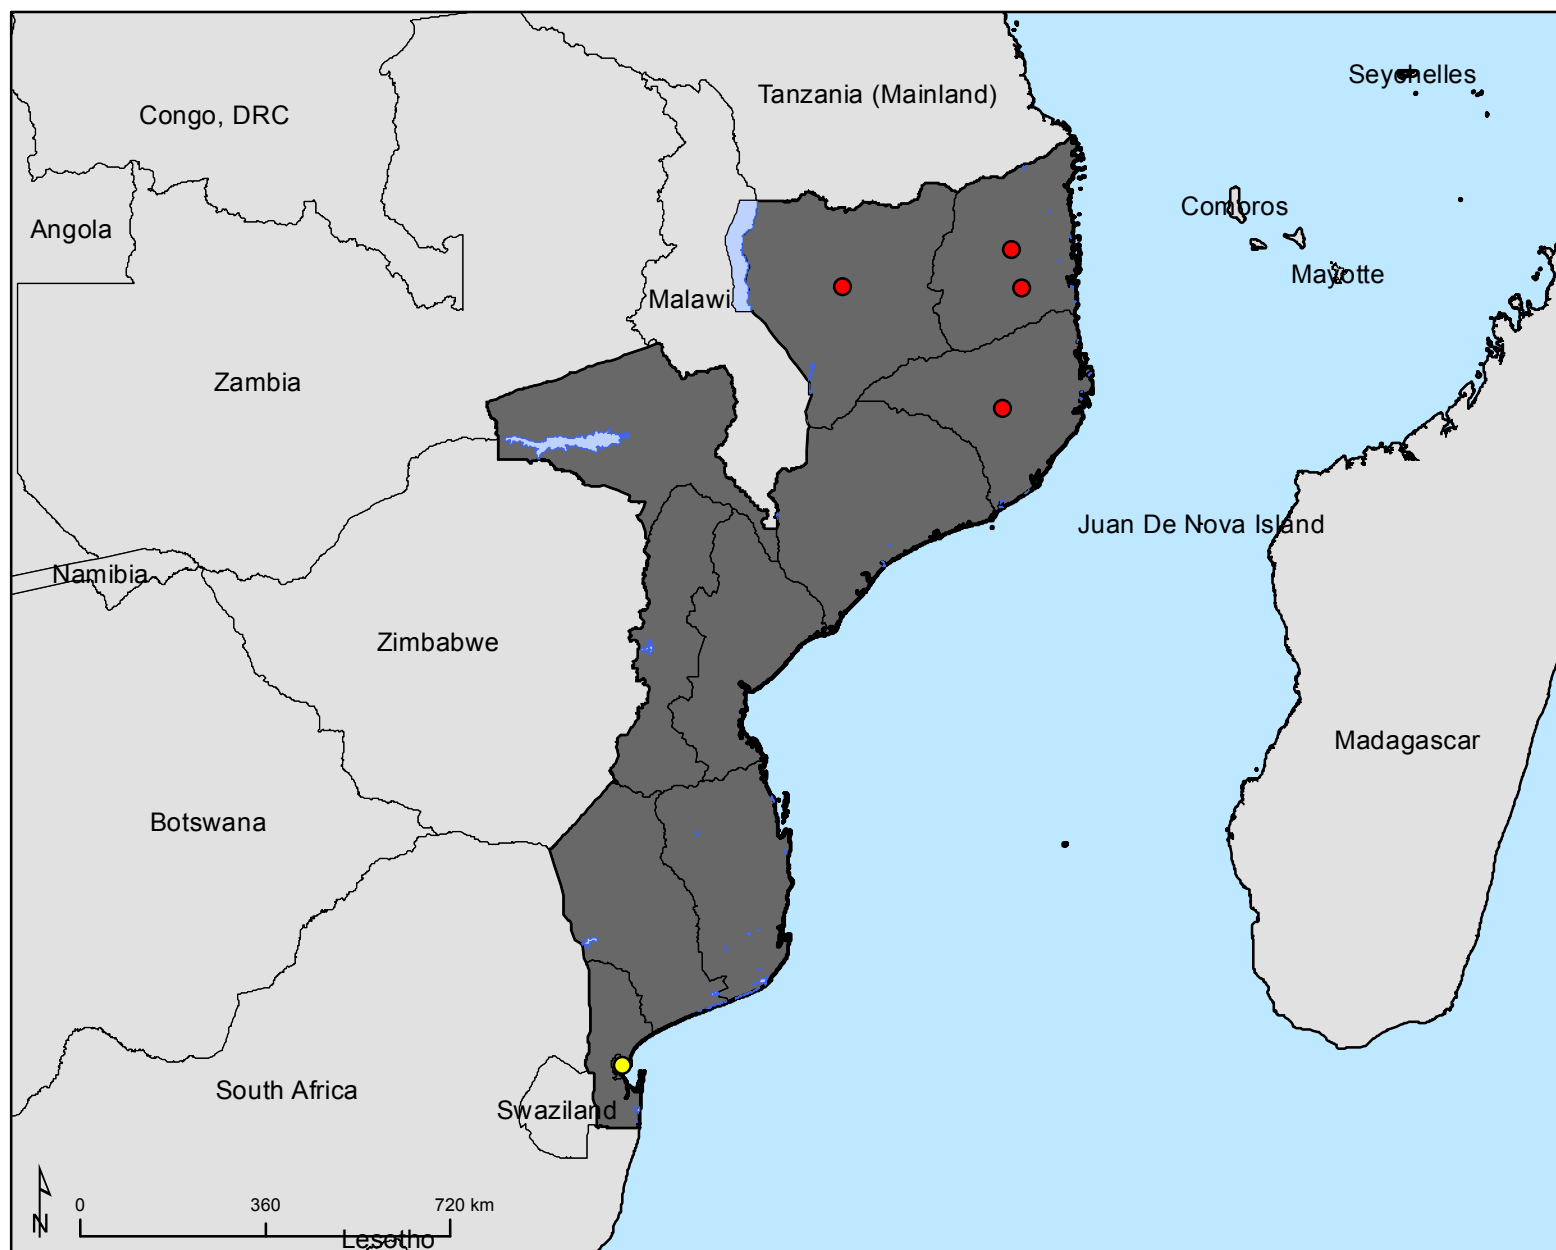 Seychelles
Tanzania (Mainland)
Congo, DRC
Comoros
Angola
Mayotte
Malawi
Zambia
Juan De Nova Island
Namibia
Zimbabwe
Madagascar
Botswana
South Africa
Swaziland
0 360 720 km
N
Lesotho